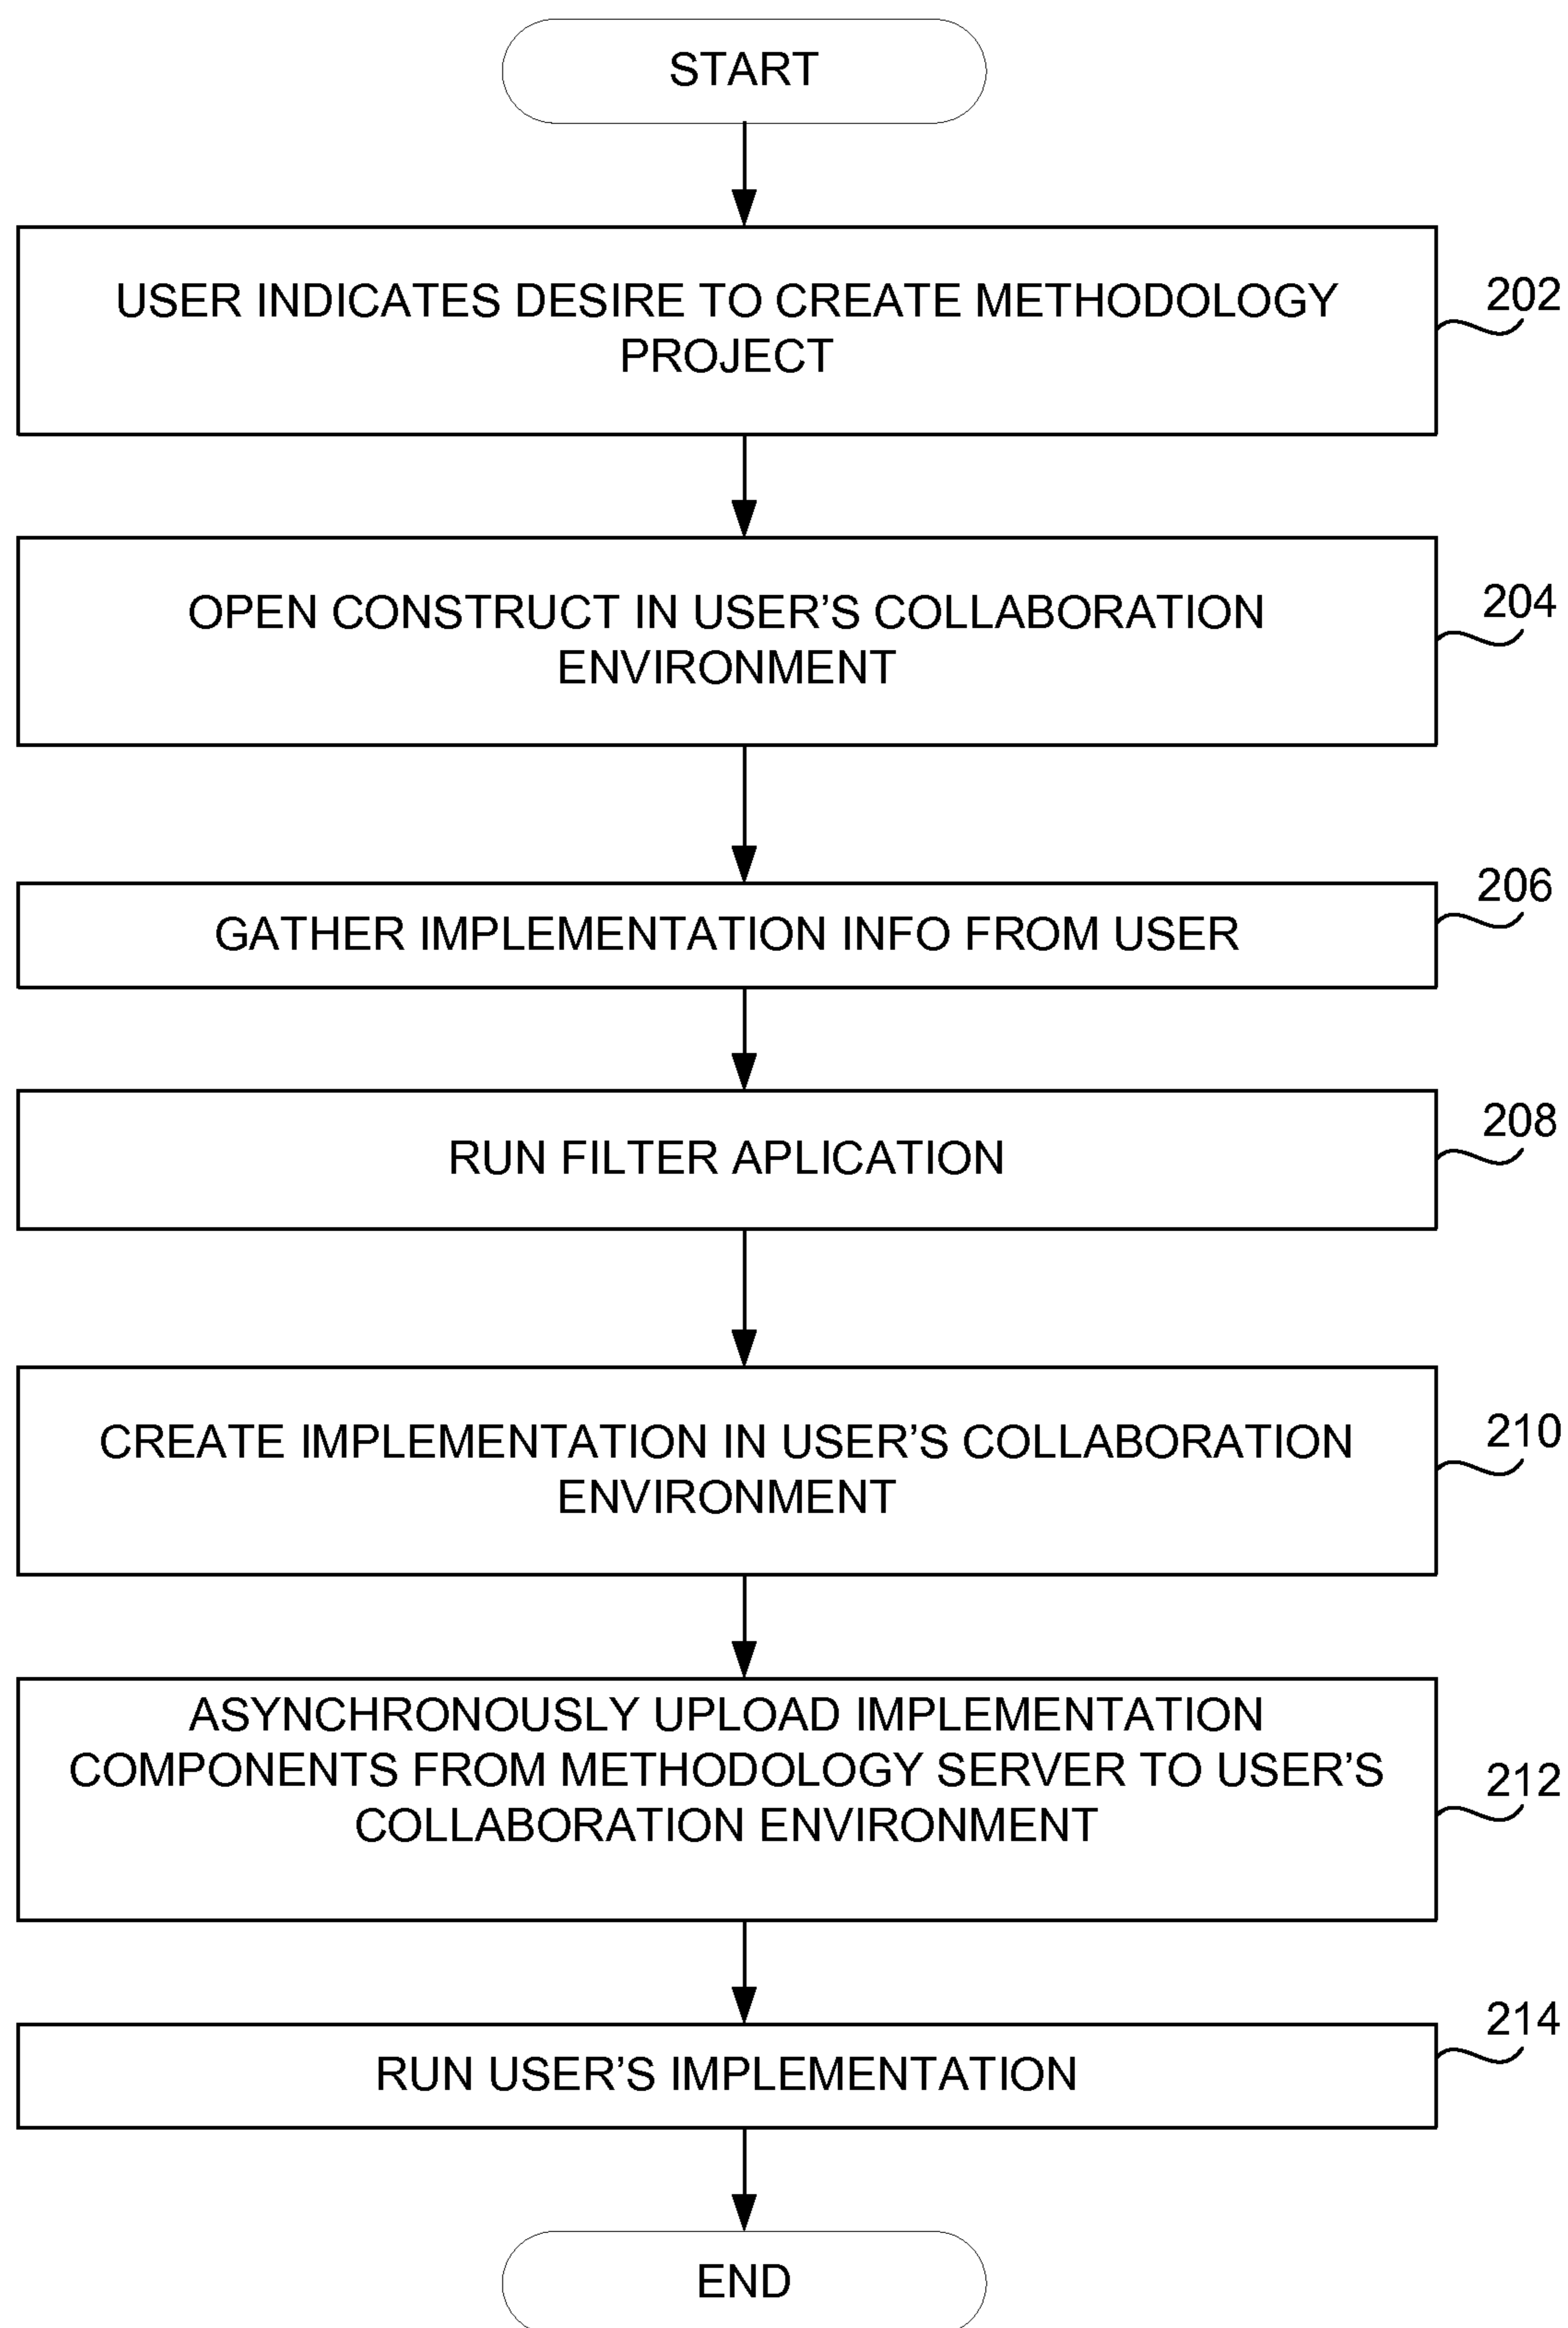 START
USER INDICATES DESIRE TO CREATE METHODOLOGY
PROJECT
202
OPEN CONSTRUCT IN USER’S COLLABORATION
ENVIRONMENT
204
GATHER IMPLEMENTATION INFO FROM USER
206
RUN FILTER APLICATION
208
CREATE IMPLEMENTATION IN USER’S COLLABORATION
ENVIRONMENT
210
ASYNCHRONOUSLY UPLOAD IMPLEMENTATION
COMPONENTS FROM METHODOLOGY SERVER TO USER’S
COLLABORATION ENVIRONMENT
212
RUN USER’S IMPLEMENTATION
214
END